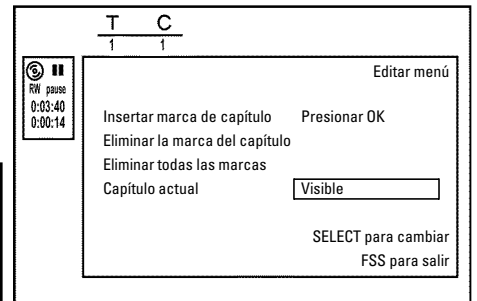 T C
1 1
RW pause
0:03:40
0:00:14
Editar menú
Insertar marca de capítulo Presionar OK
Eliminar la marca del capítulo
Eliminar todas las marcas
Capítulo actual Visible
SELECT para cambiar
FSS para salir